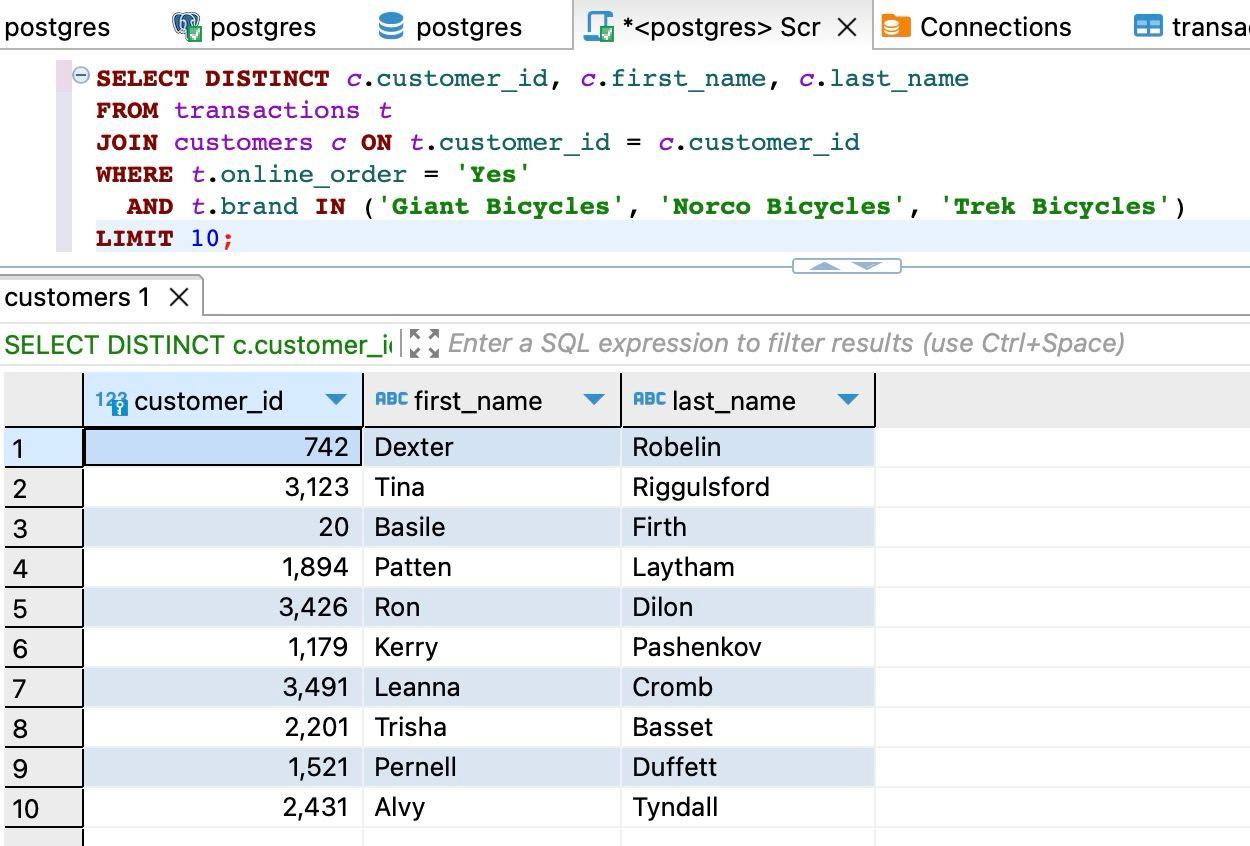 postgres postgres postgres *<postgres> Scr Connections transa
SELECT DISTINCT c.customer_id, c.first_name, c.last_name
FROM transactions t
JOIN customers c ON t.customer_id = c.customer_id
WHERE t.online_order = 'Yes'
AND t.brand IN ('Giant Bicycles', 'Norco Bicycles', 'Trek Bicycles')
LIMIT 10;
customers 1
SELECT DISTINCT c.customer_i Enter a SQL expression to filter results (use Ctrl+Space)
123 customer_id ABC first_name ABC last_name
1 742 Dexter Robelin
2 3,123 Tina Riggulsford
3 20 Basile Firth
4 1,894 Patten Laytham
5 3,426 Ron Dilon
6 1,179 Kerry Pashenkov
7 3,491 Leanna Cromb
8 2,201 Trisha Basset
9 1,521 Pernell Duffett
10 2,431 Alvy Tyndall